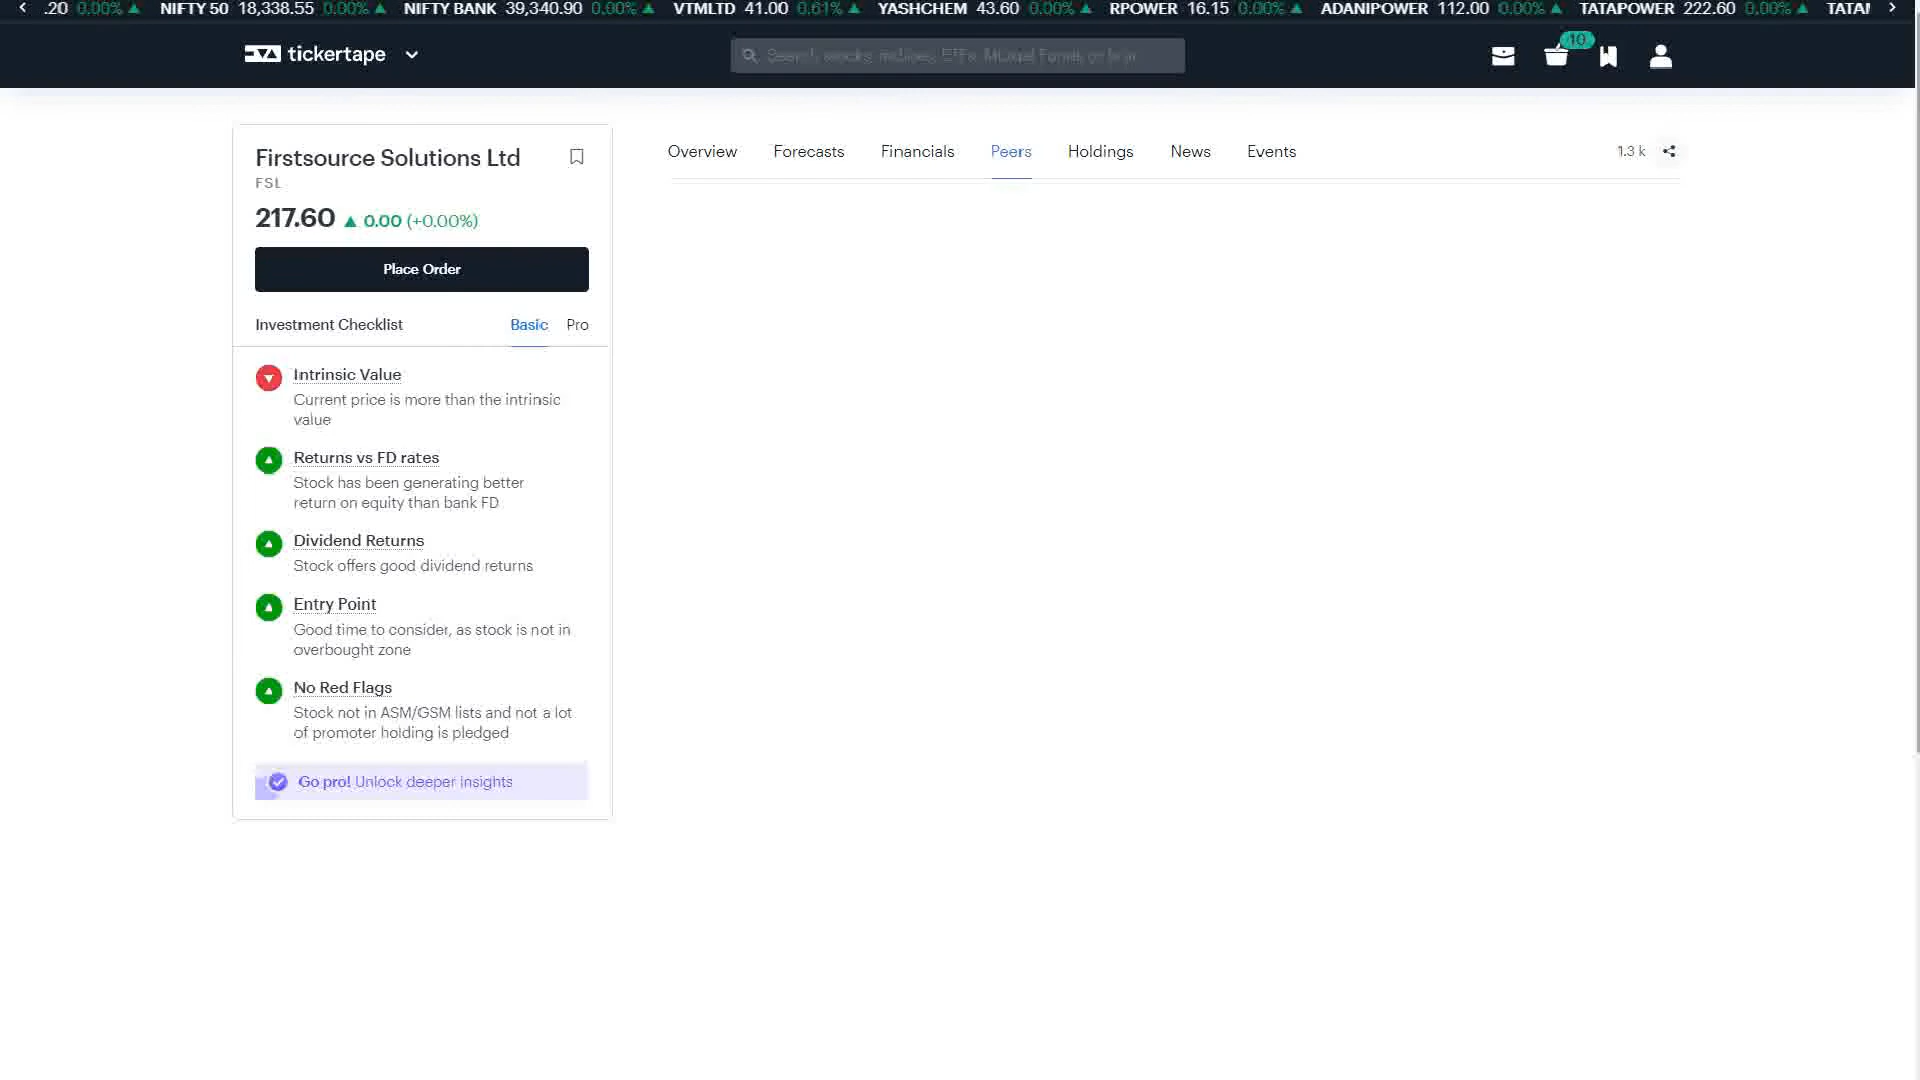 .20 0.00% NIFTY 50 18,338.55 0.00% NIFTY BANK 39,340.90 0.00% VTMLTD 41.00 0.61% YASHCHEM 43.60 0.00% RPOWER 16.15 0.00% ADANIPOWER 112.00 0.00% TATAPOWER 222.60 0.00%
tickertape
Search stocks, indices, ETFs, Mutual Funds or
10
Firstsource Solutions Ltd
FSL
217.60 0.00 (+0.00%)
Place Order
Investment Checklist Basic Pro
Intrinsic Value
Current price is more than the intrinsic
value
Returns vs FD rates
Stock has been generating better
return on equity than bank FD
Dividend Returns
Stock offers good dividend returns
Entry Point
Good time to consider, as stock is not in
overbought zone
No Red Flags
Stock not in ASM/GSM lists and not a lot
of promoter holding is pledged
Go pro! Unlock deeper insights
Overview Forecasts Financials Peers Holdings News Events 1.3 k